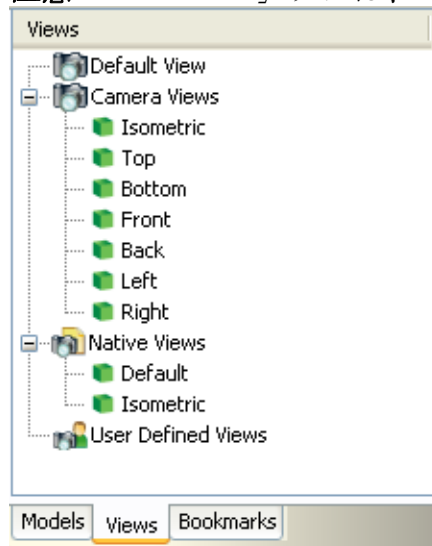 Views
Default View
Camera Views
Isometric
Top
Bottom
Front
Back
Left
Right
Native Views
Default
Isometric
User Defined Views
Models Views Bookmarks